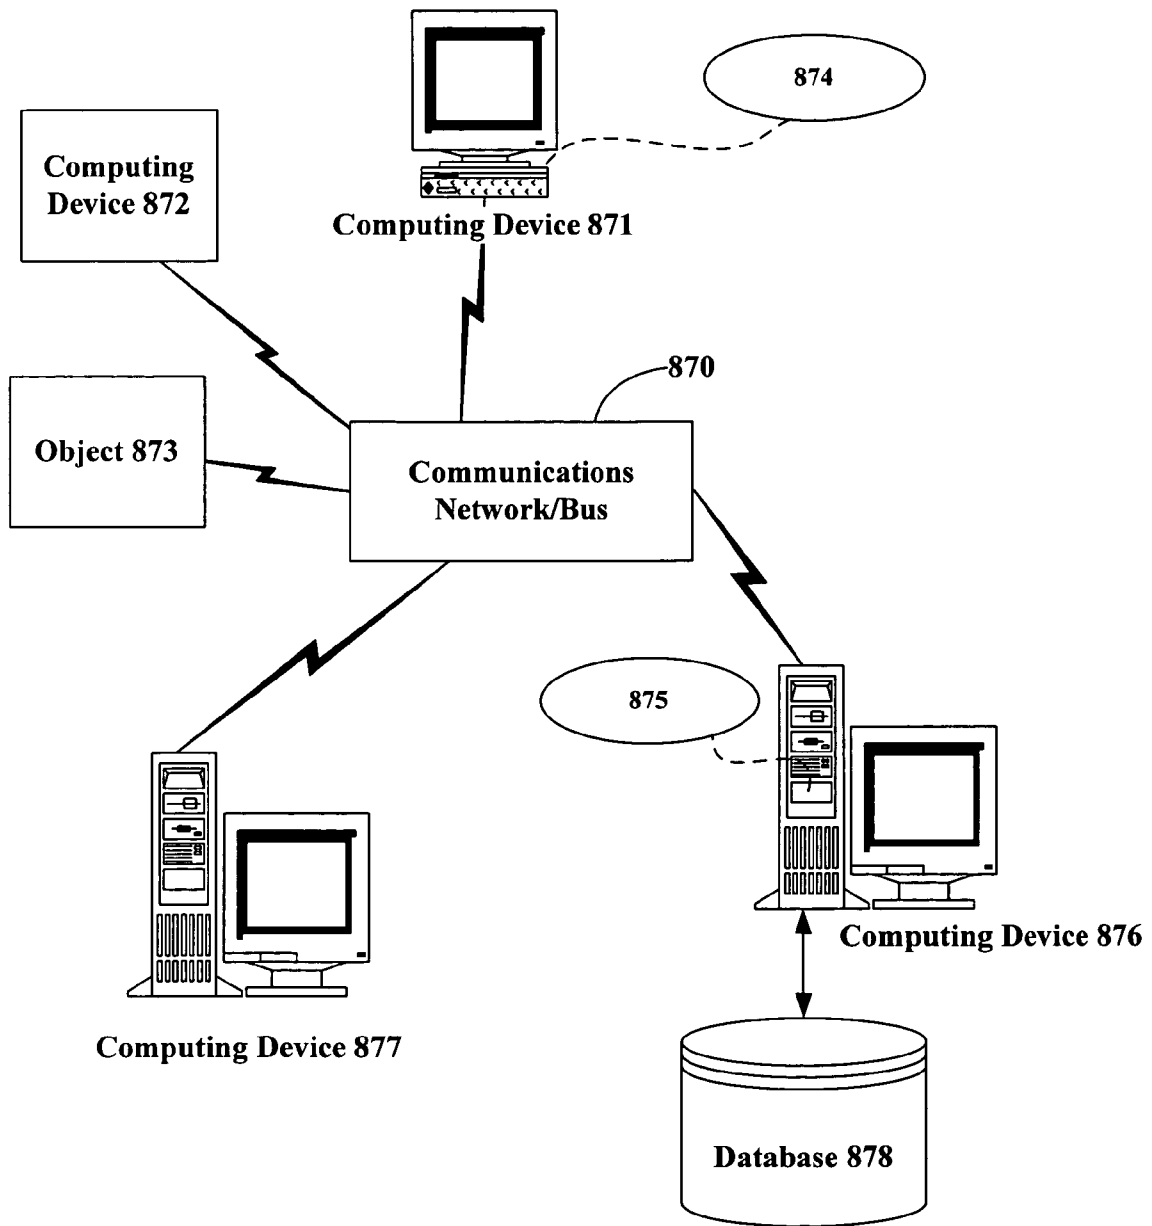 874
Computing
Device 872
Computing Device 871
870
Object 873
Communications
Network/Bus
875
Computing Device 876
Computing Device 877
Database 878